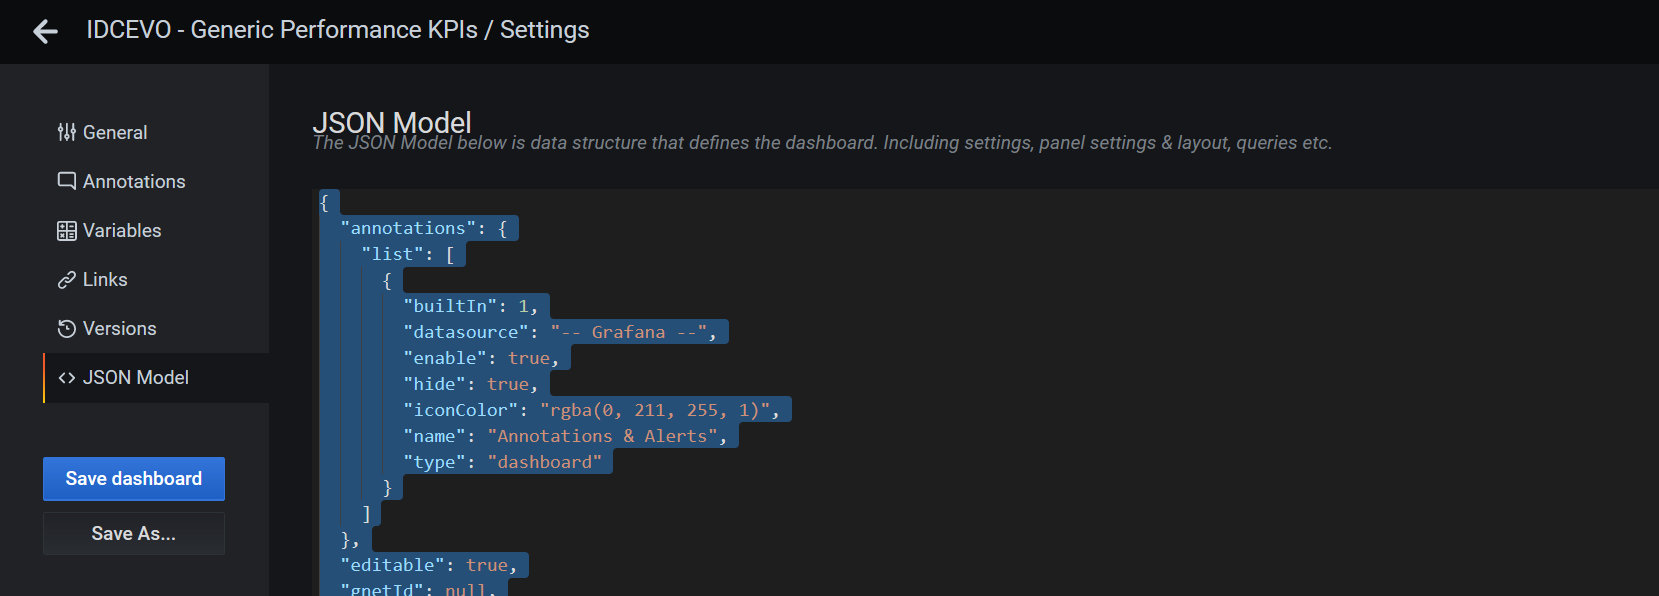 IDCEVO - Generic Performance KPIs / Settings
General
Annotations
Variables
Links
Versions
JSON Model
Save dashboard
Save As...
JSON Model
The JSON Model below is data structure that defines the dashboard. Including settings, panel settings & layout, queries etc.
{
"annotations": {
"list": [
{
"builtIn": 1,
"datasource": "-- Grafana --",
"enable": true,
"hide": true,
"iconColor": "rgba(0, 211, 255, 1)",
"name": "Annotations & Alerts",
"type": "dashboard"
}
]
},
"editable": true,
"gnetId": null,